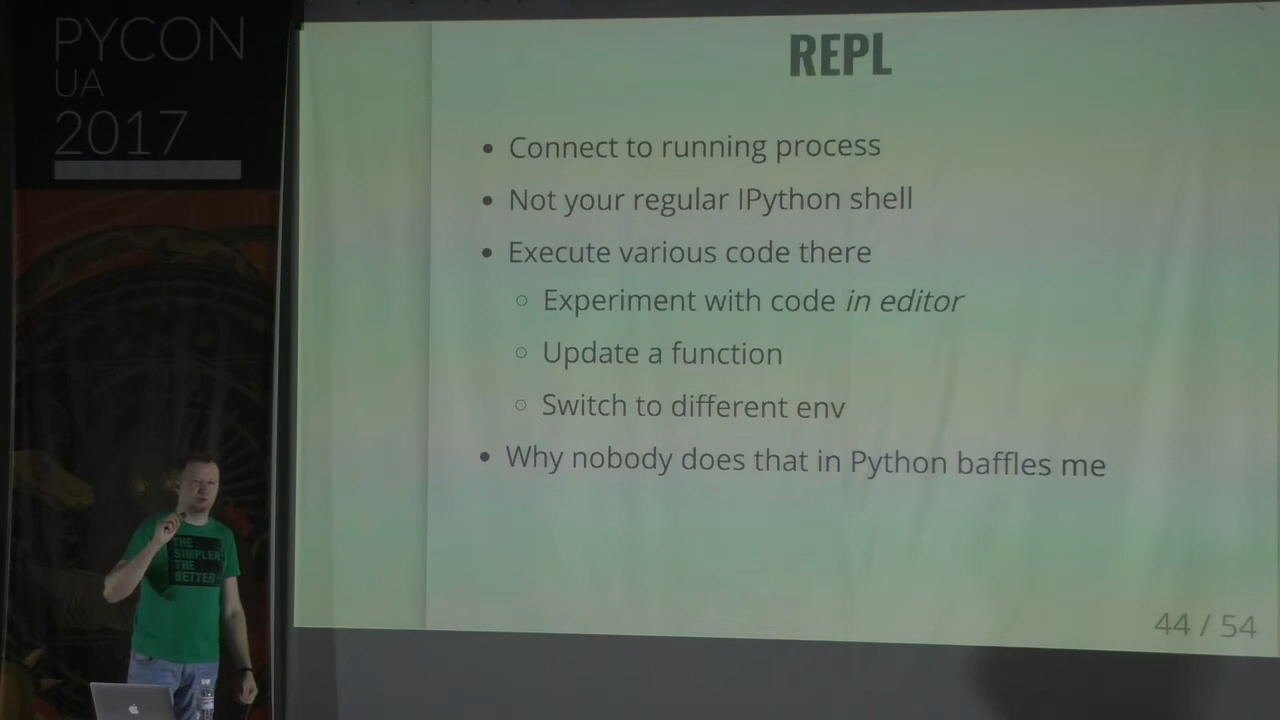 PYCON
UA
2017
REPL
• Connect to running process
• Not your regular IPython shell
• Execute various code there
○ Experiment with code in editor
○ Update a function
○ Switch to different env
• Why nobody does that in Python baffles me
44 / 54
THE
SIMPLER
THE
BETTER